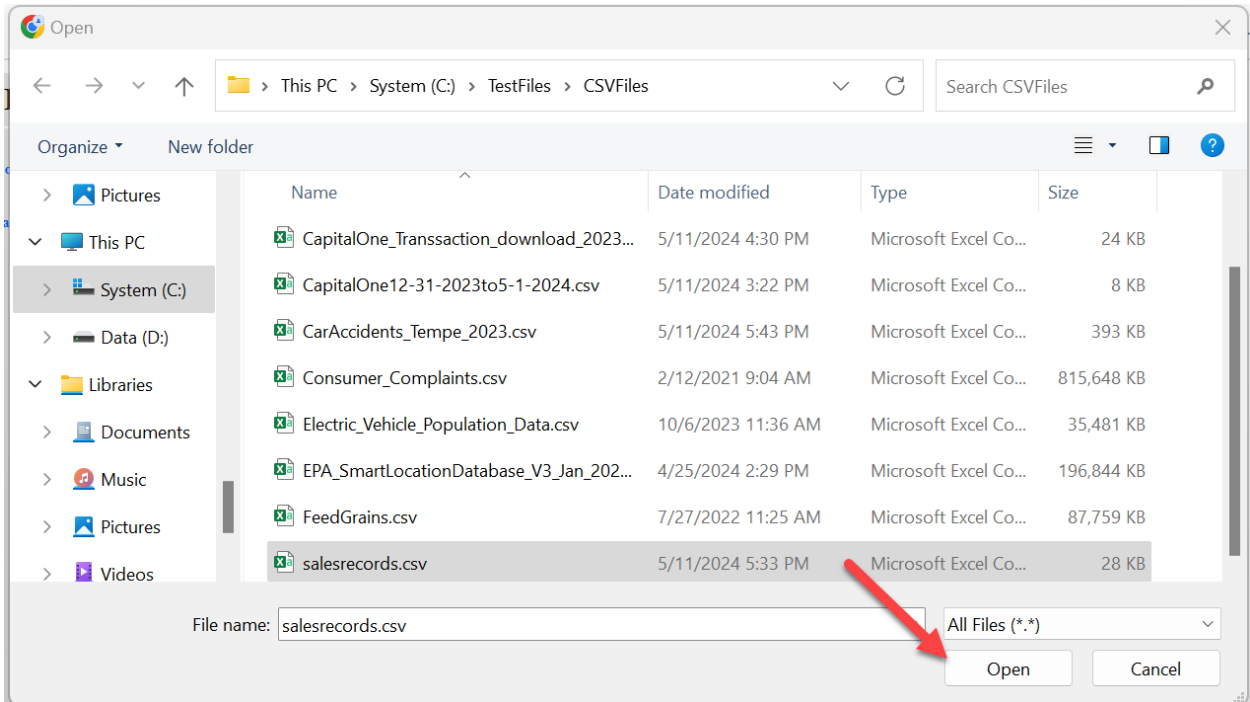 Open
This PC > System (C:) > TestFiles > CSVFiles
Search CSVFiles
Organize
New folder
?
Pictures
This PC
System (C:)
Data (D:)
Libraries
Documents
Music
Pictures
Videos
Name Date modified Type Size
CapitalOne_Transsaction_download_2023... 5/11/2024 4:30 PM Microsoft Excel Co... 24 KB
CapitalOne12-31-2023to5-1-2024.csv 5/11/2024 3:22 PM Microsoft Excel Co... 8 KB
CarAccidents_Tempe_2023.csv 5/11/2024 5:43 PM Microsoft Excel Co... 393 KB
Consumer_Complaints.csv 2/12/2021 9:04 AM Microsoft Excel Co... 815,648 KB
Electric_Vehicle_Population_Data.csv 10/6/2023 11:36 AM Microsoft Excel Co... 35,481 KB
EPA_SmartLocationDatabase_V3_Jan_202... 4/25/2024 2:29 PM Microsoft Excel Co... 196,844 KB
FeedGrains.csv 7/27/2022 11:25 AM Microsoft Excel Co... 87,759 KB
salesrecords.csv 5/11/2024 5:33 PM Microsoft Excel Co... 28 KB
File name: salesrecords.csv All Files (*.*)
Open Cancel